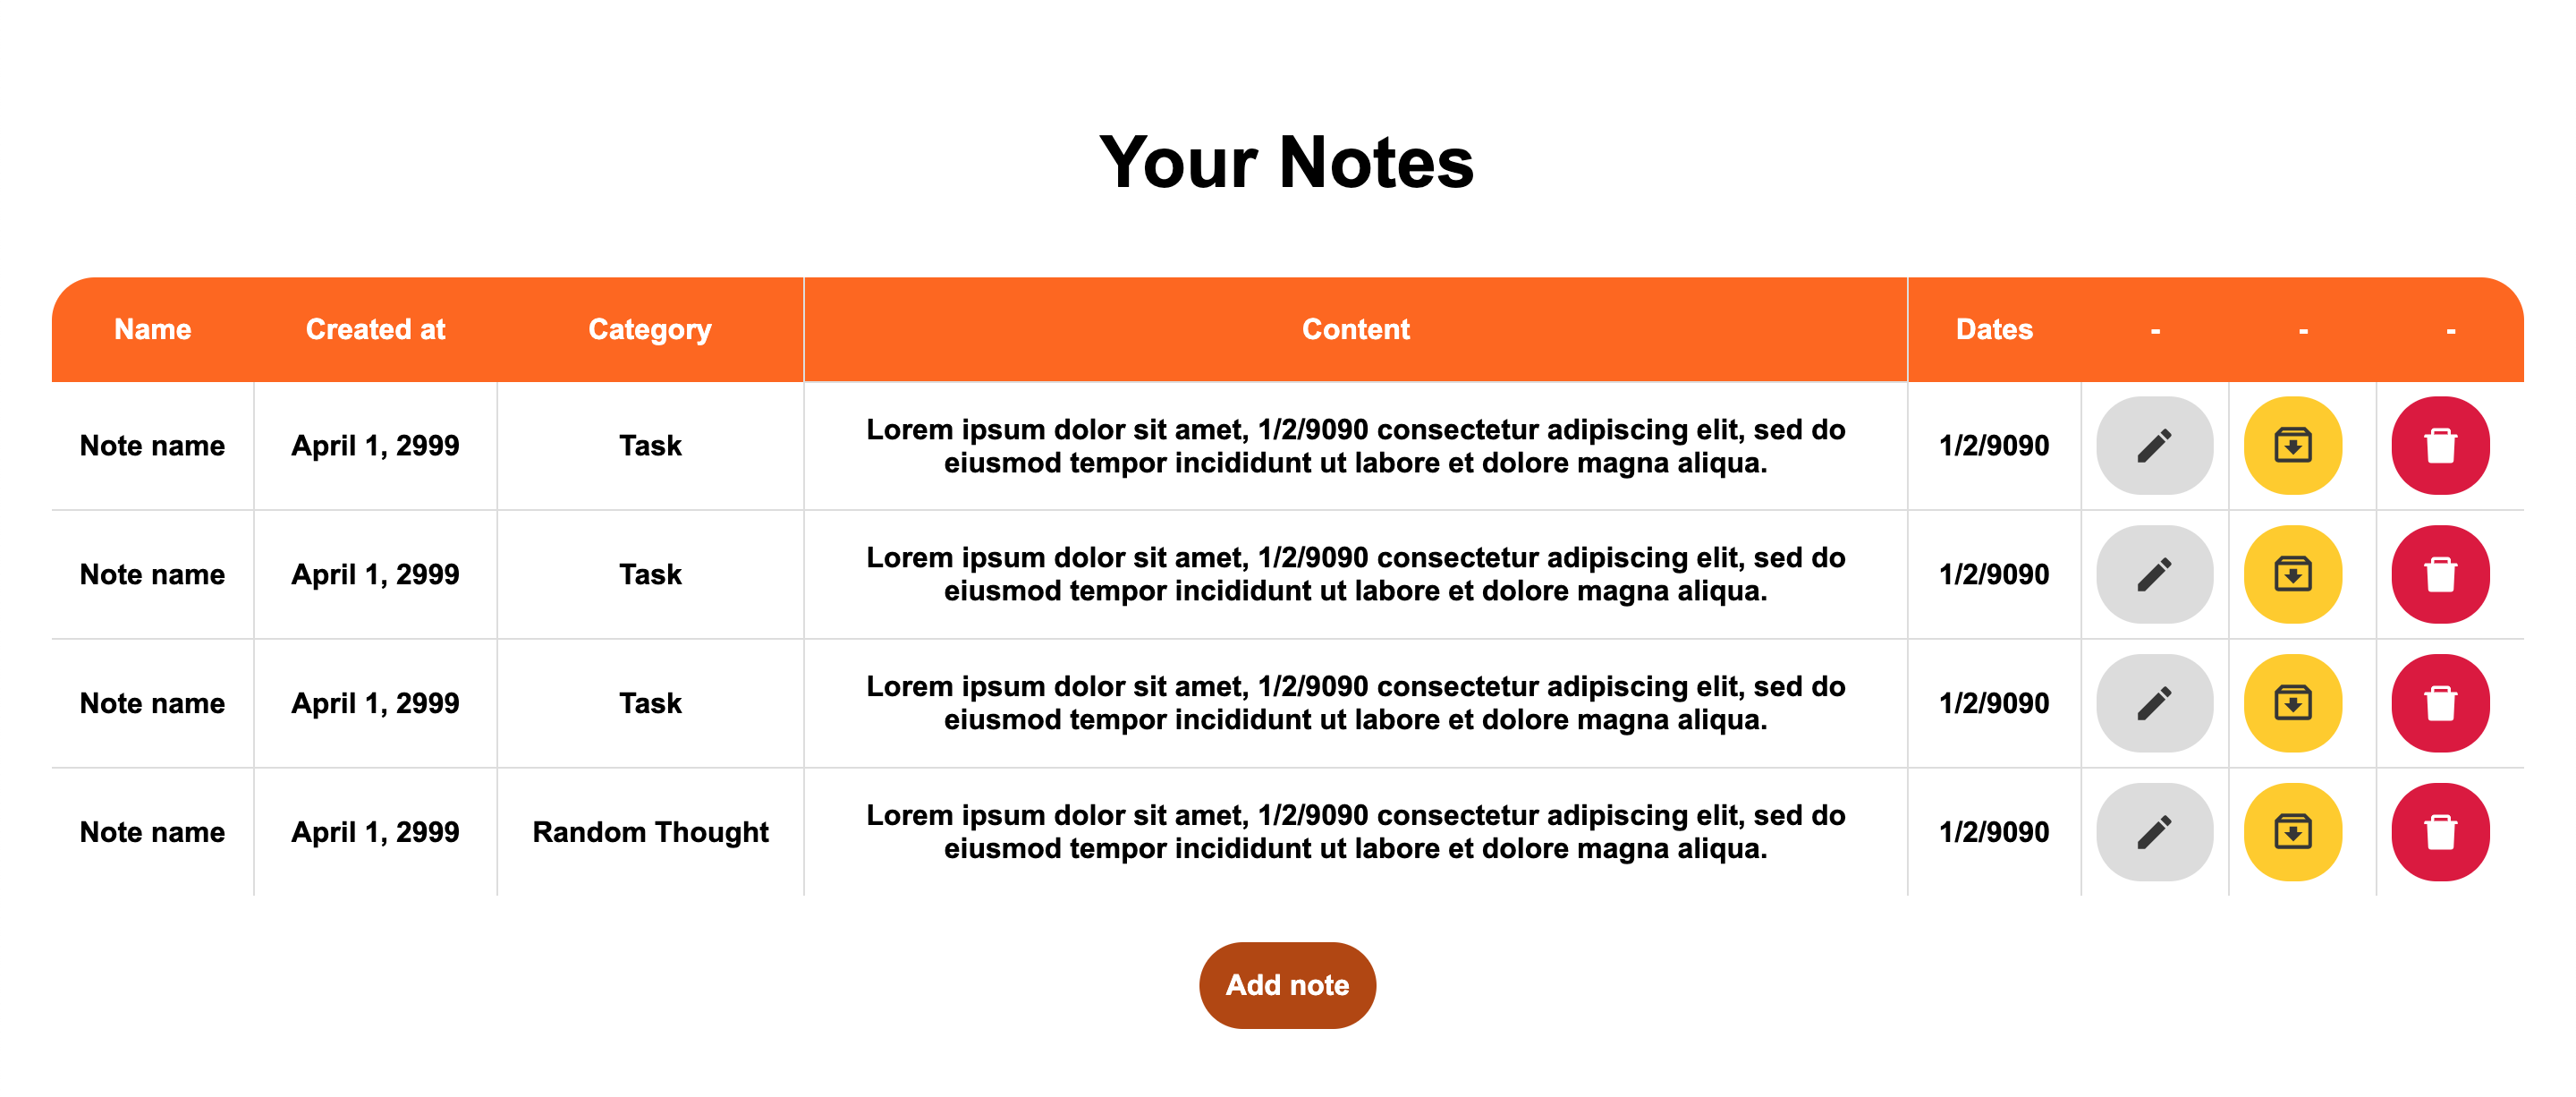 Your Notes
Name Created at Category Content Dates - - -
Note name April 1, 2999 Task Lorem ipsum dolor sit amet, 1/2/9090 consectetur adipiscing elit, sed do
eiusmod tempor incididunt ut labore et dolore magna aliqua. 1/2/9090
Note name April 1, 2999 Task Lorem ipsum dolor sit amet, 1/2/9090 consectetur adipiscing elit, sed do
eiusmod tempor incididunt ut labore et dolore magna aliqua. 1/2/9090
Note name April 1, 2999 Task Lorem ipsum dolor sit amet, 1/2/9090 consectetur adipiscing elit, sed do
eiusmod tempor incididunt ut labore et dolore magna aliqua. 1/2/9090
Note name April 1, 2999 Random Thought Lorem ipsum dolor sit amet, 1/2/9090 consectetur adipiscing elit, sed do
eiusmod tempor incididunt ut labore et dolore magna aliqua. 1/2/9090
Add note